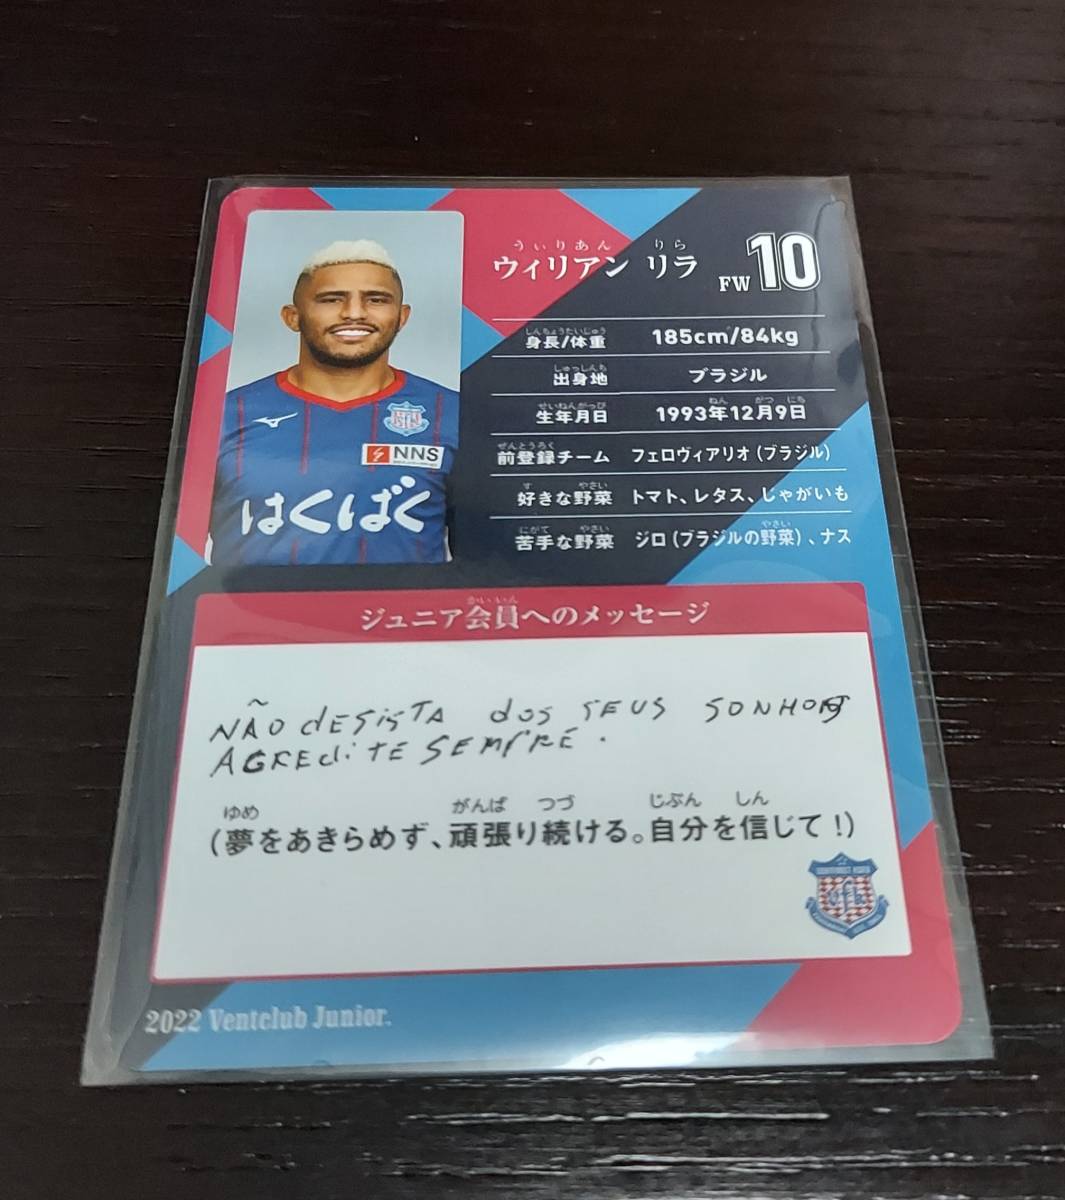 うぃりあん りら
ウィリアン リラ FW 10
しんちょうたいじゅう
身長/体重 185cm/84kg
しゅっしんち
出身地 ブラジル
せいねんがっぴ ねん がつ にち
生年月日 1993年12月9日
ぜんとうろく
前登録チーム フェロヴィアリオ(ブラジル)
す やさい
好きな野菜 トマト、レタス、じゃがいも
にがて やさい やさい
苦手な野菜 ジロ(ブラジルの野菜)、ナス
NNS
はくばく
かいいん
ジュニア会員へのメッセージ
NÃO dESiSTA dOS SEUS SONHOS
ACREdiTE SEMPRE.
ゆめ がんば つづ じぶん しん
(夢をあきらめず、頑張り続ける。自分を信じて!)
vfk
2022 Ventclub Junior.